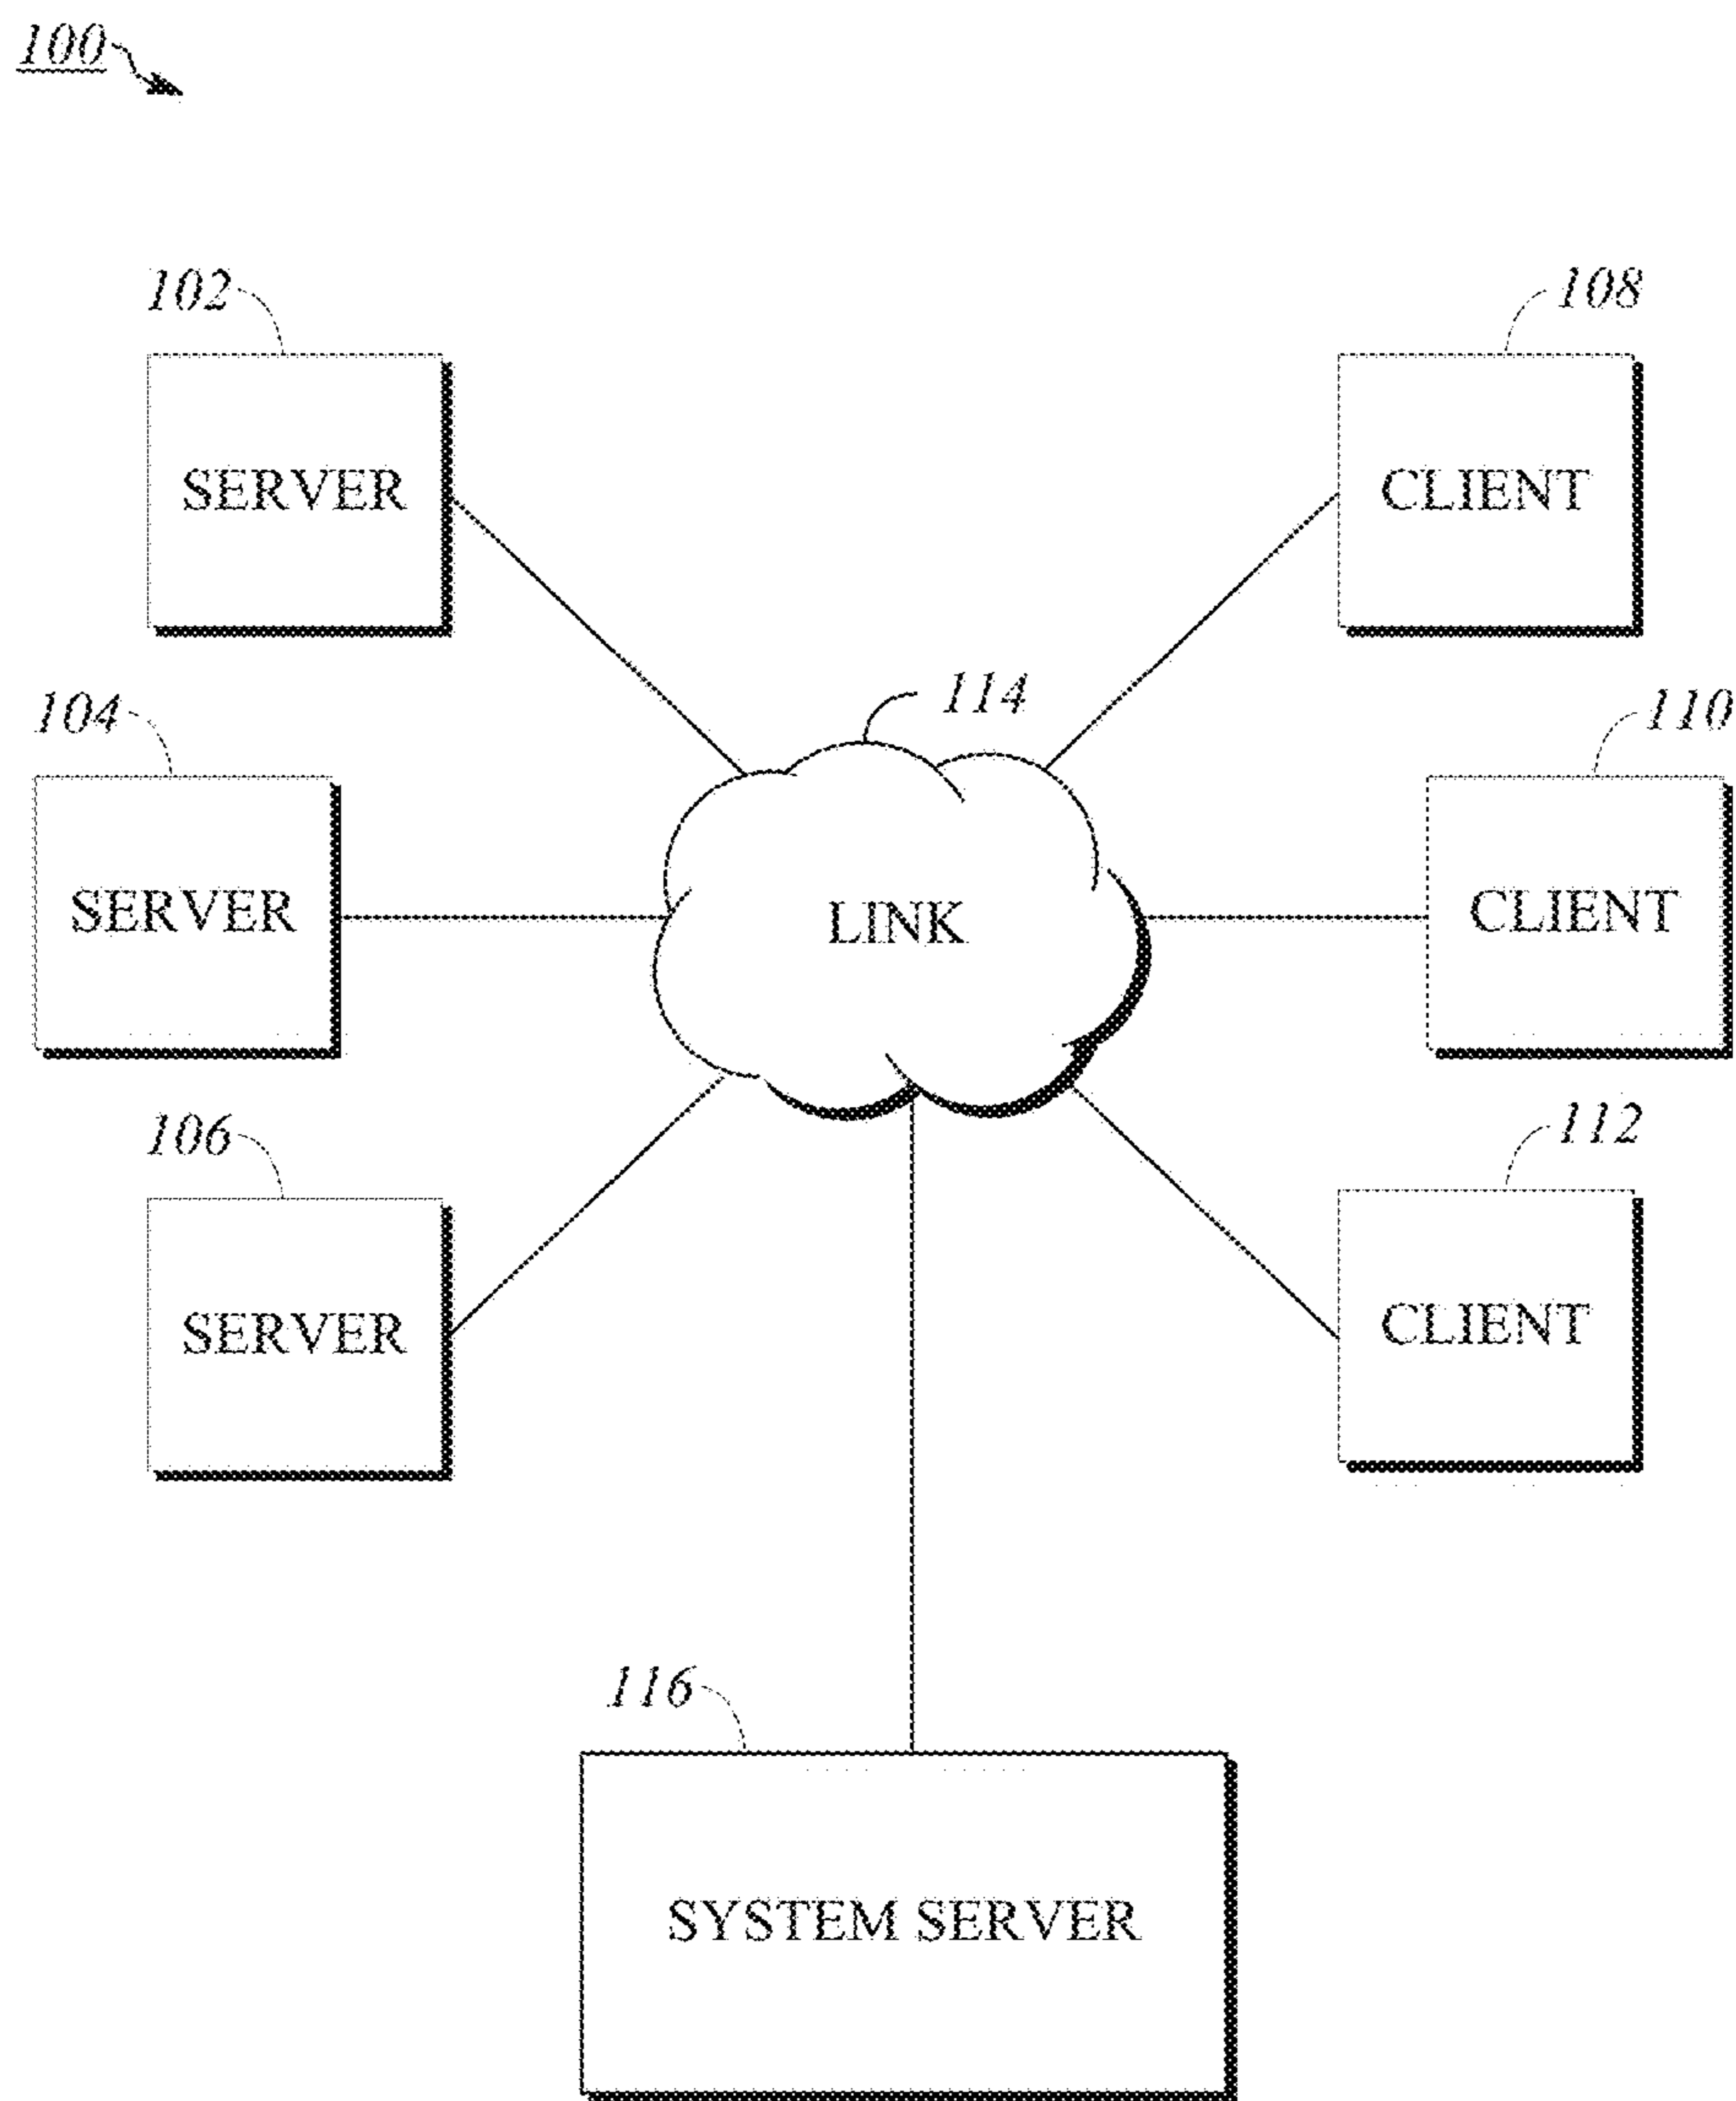 100
102
108
SERVER
CLIENT
114
104
110
SERVER
LINK
CLIENT
106
112
SERVER
CLIENT
116
SYSTEM SERVER